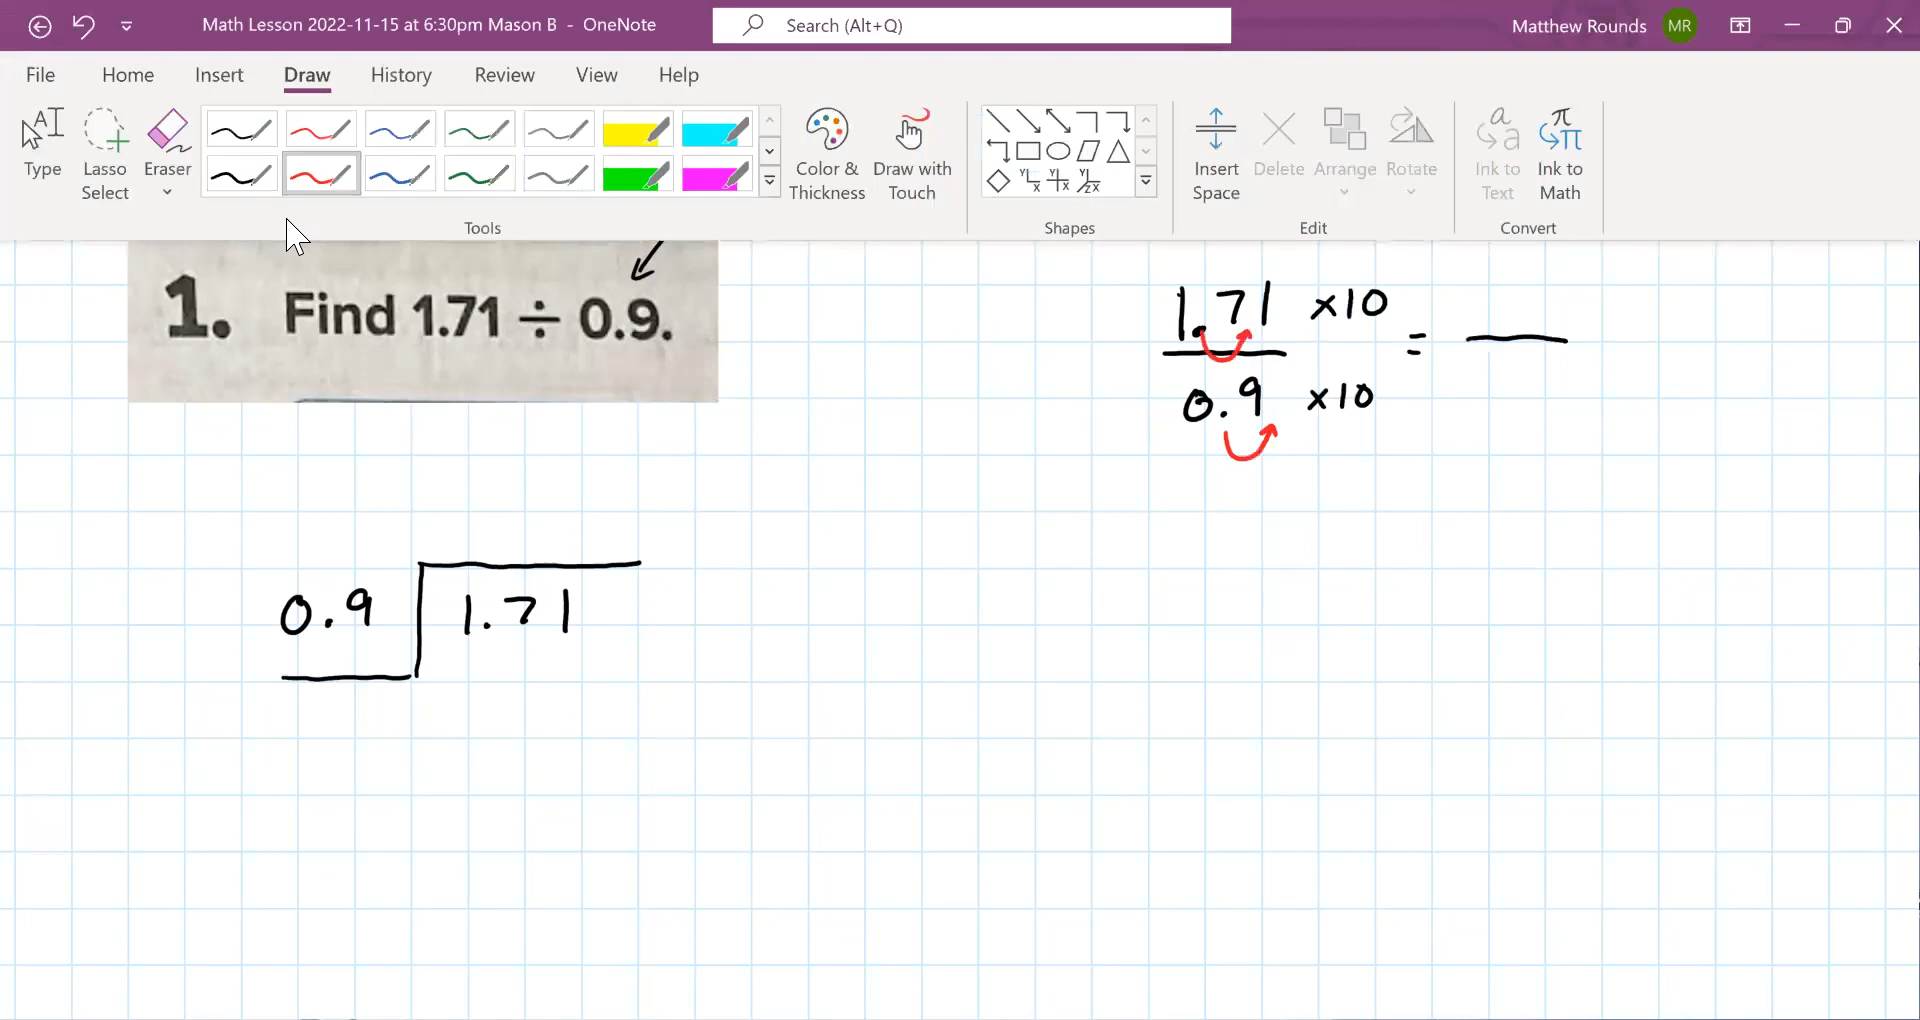 Math Lesson 2022-11-15 at 6:30pm Mason B - OneNote
Search (Alt+Q)
Matthew Rounds MR
File Home Insert Draw History Review View Help
Type
Lasso Select
Eraser
Color & Thickness
Draw with Touch
Insert Space
Delete
Arrange
Rotate
Ink to Text
Ink to Math
Tools Shapes Edit Convert
1. Find 1.71 ÷ 0.9.
1.71 ×10
=
0.9 ×10
0.9 1.71